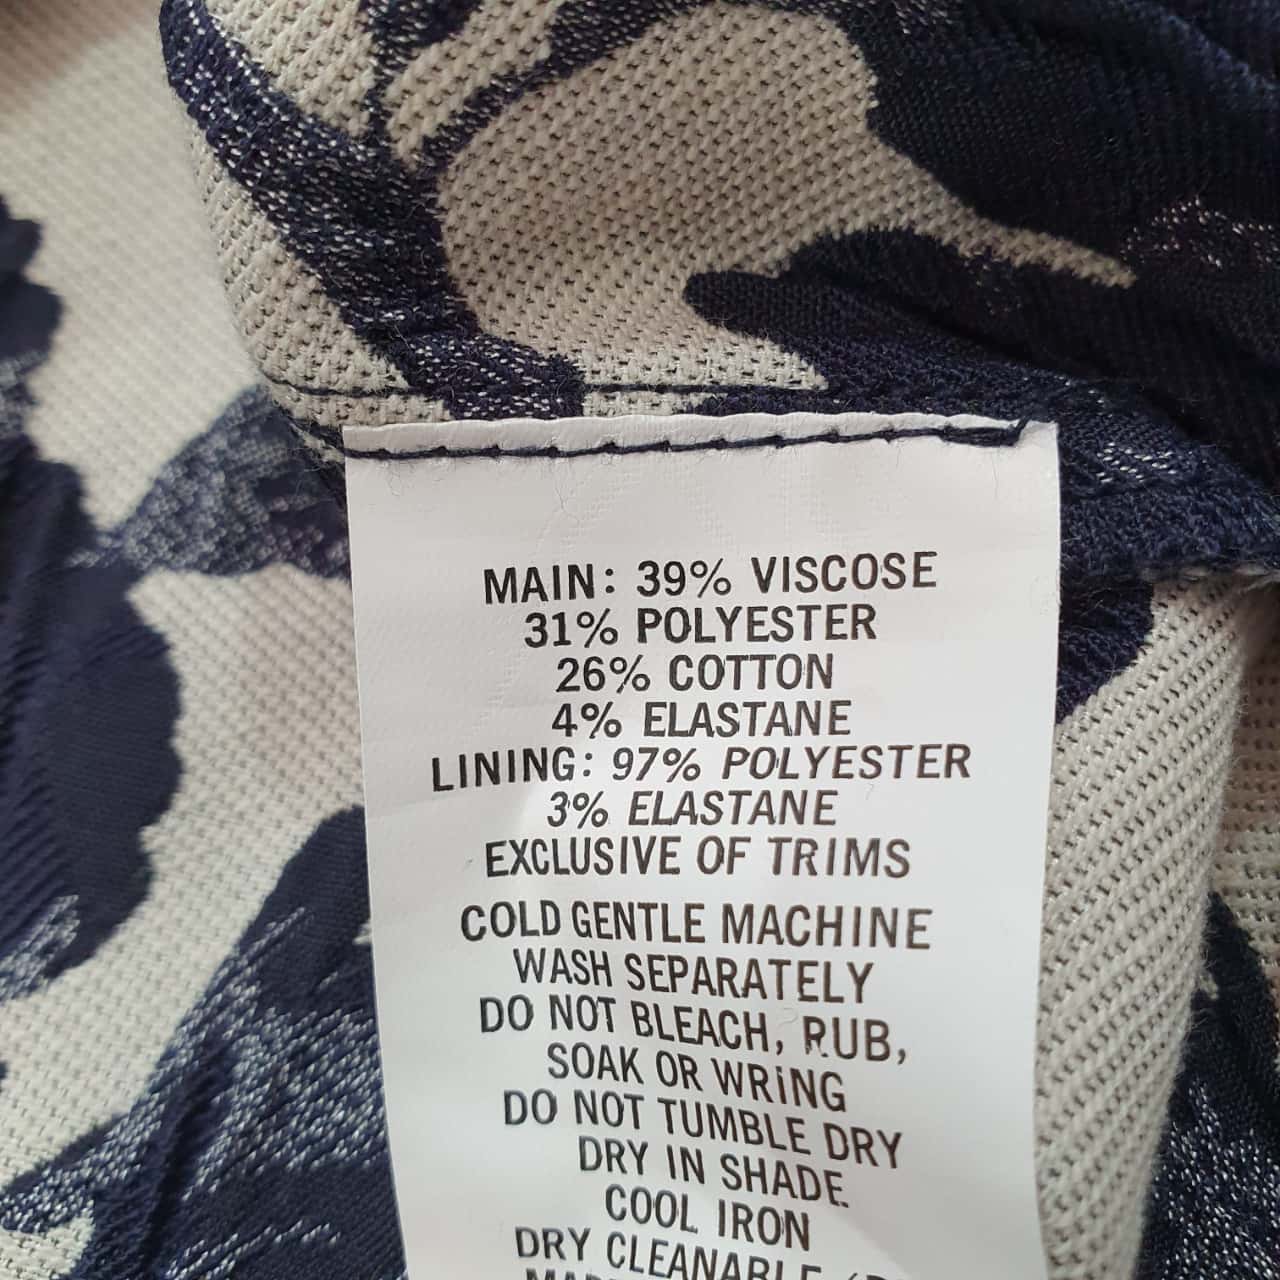 MAIN: 39% VISCOSE
31% POLYESTER
26% COTTON
4% ELASTANE
LINING: 97% POLYESTER
3% ELASTANE
EXCLUSIVE OF TRIMS
COLD GENTLE MACHINE
WASH SEPARATELY
DO NOT BLEACH, RUB,
SOAK OR WRING
DO NOT TUMBLE DRY
DRY IN SHADE
COOL IRON
DRY CLEANABLE